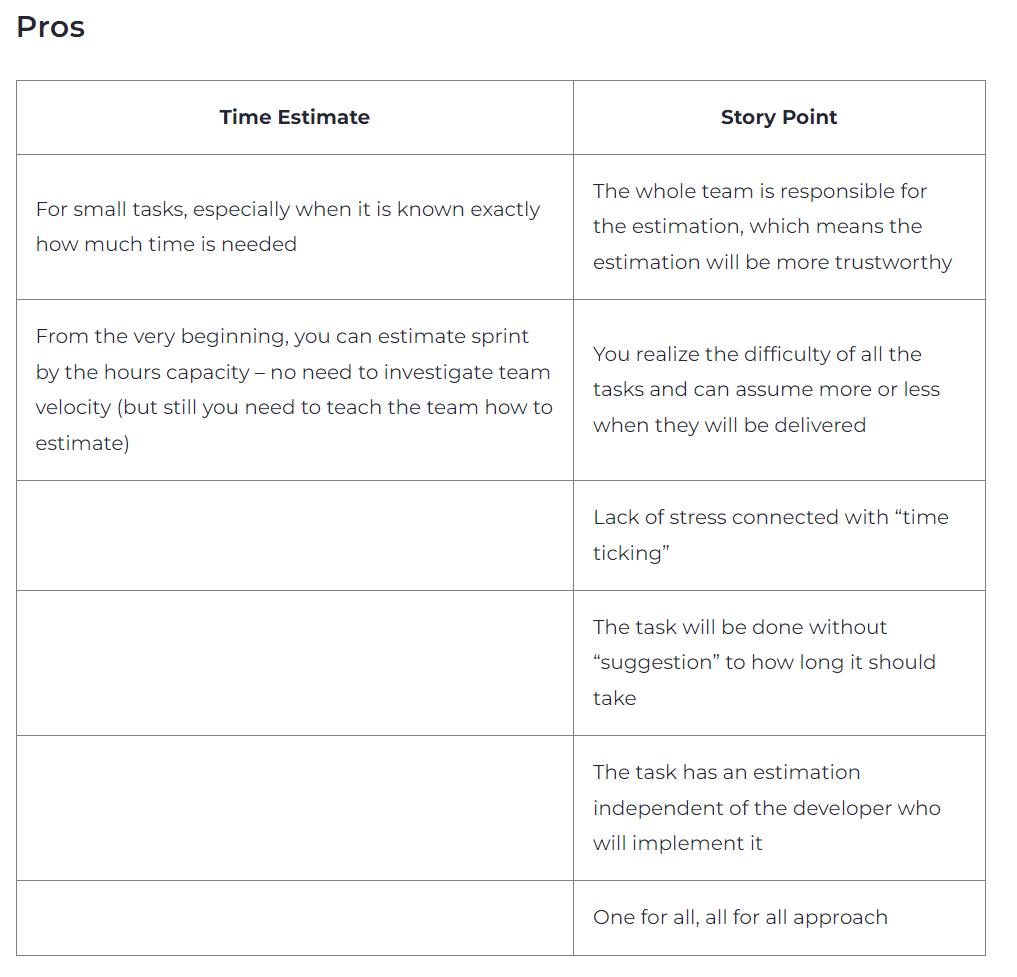 Pros
Time Estimate
Story Point
For small tasks, especially when it is known exactly
how much time is needed
The whole team is responsible for
the estimation, which means the
estimation will be more trustworthy
From the very beginning, you can estimate sprint
by the hours capacity – no need to investigate team
velocity (but still you need to teach the team how to
estimate)
You realize the difficulty of all the
tasks and can assume more or less
when they will be delivered
Lack of stress connected with “time
ticking”
The task will be done without
“suggestion” to how long it should
take
The task has an estimation
independent of the developer who
will implement it
One for all, all for all approach